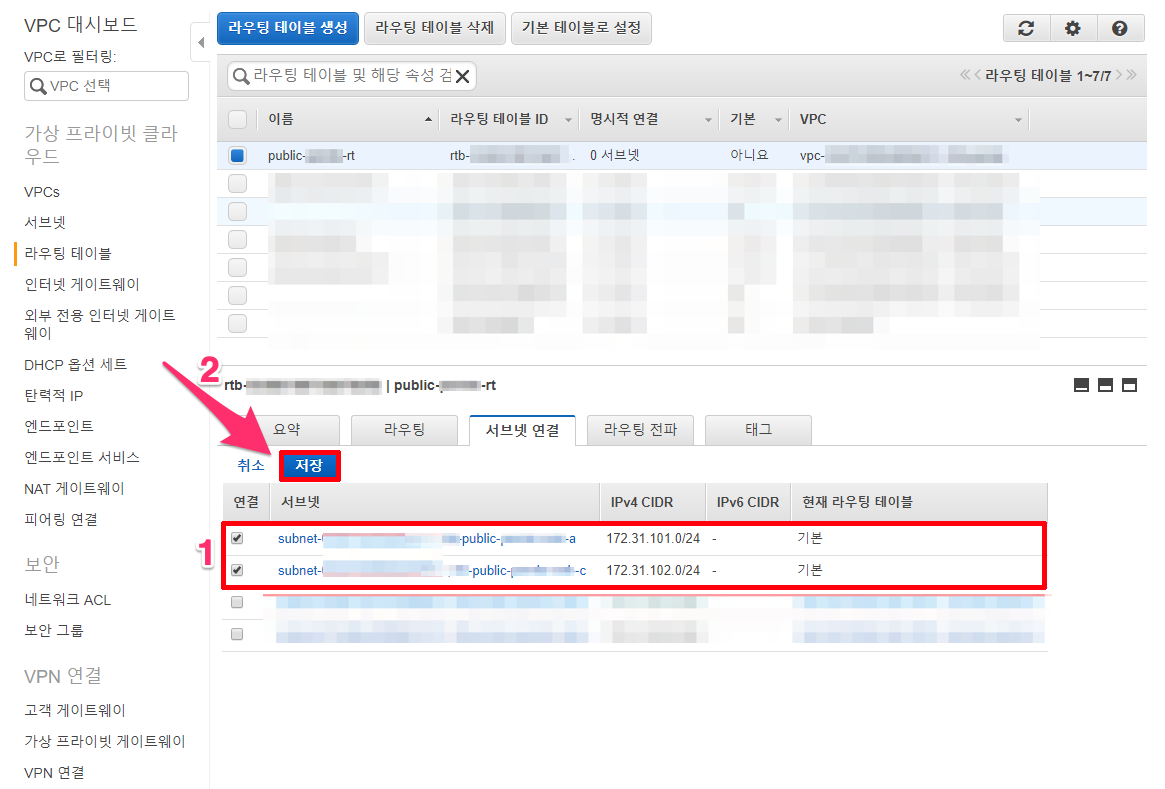 VPC 대시보드
VPC로 필터링:
VPC 선택
가상 프라이빗 클라
우드
VPCs
서브넷
라우팅 테이블
인터넷 게이트웨이
외부 전용 인터넷 게이트
웨이
DHCP 옵션 세트
탄력적 IP
엔드포인트
엔드포인트 서비스
NAT 게이트웨이
피어링 연결
보안
네트워크 ACL
보안 그룹
VPN 연결
고객 게이트웨이
가상 프라이빗 게이트웨이
VPN 연결
라우팅 테이블 생성 라우팅 테이블 삭제 기본 테이블로 설정
라우팅 테이블 및 해당 속성 검 라우팅 테이블 1~7/7
이름 라우팅 테이블 ID 명시적 연결 기본 VPC
public- -rt rtb- . 0 서브넷 아니요 vpc-
2
rtb- | public- -rt
요약 라우팅 서브넷 연결 라우팅 전파 태그
취소 저장
연결 서브넷 IPv4 CIDR IPv6 CIDR 현재 라우팅 테이블
1
subnet- -public- -a 172.31.101.0/24 - 기본
subnet- -public- -c 172.31.102.0/24 - 기본